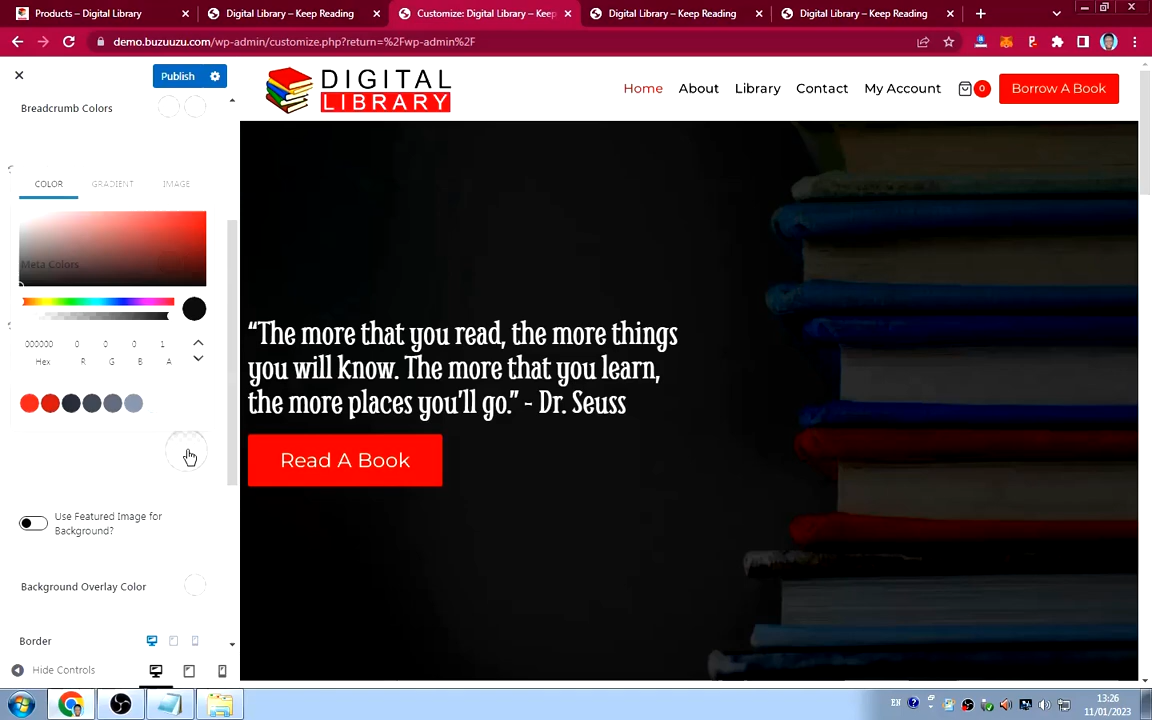 Products – Digital Library
Digital Library – Keep Reading
Customize: Digital Library – Keep
Digital Library – Keep Reading
Digital Library – Keep Reading
demo.buzuuzu.com/wp-admin/customize.php?return=%2Fwp-admin%2F
Publish
Breadcrumb Colors
COLOR GRADIENT IMAGE
Meta Colors
000000 0 0 0 1
Hex R G B A
Use Featured Image for
Background?
Background Overlay Color
Border
Hide Controls
DIGITAL
LIBRARY
Home About Library Contact My Account 0 Borrow A Book
“The more that you read, the more things
you will know. The more that you learn,
the more places you’ll go.” - Dr. Seuss
Read A Book
EN
13:26
11/01/2023